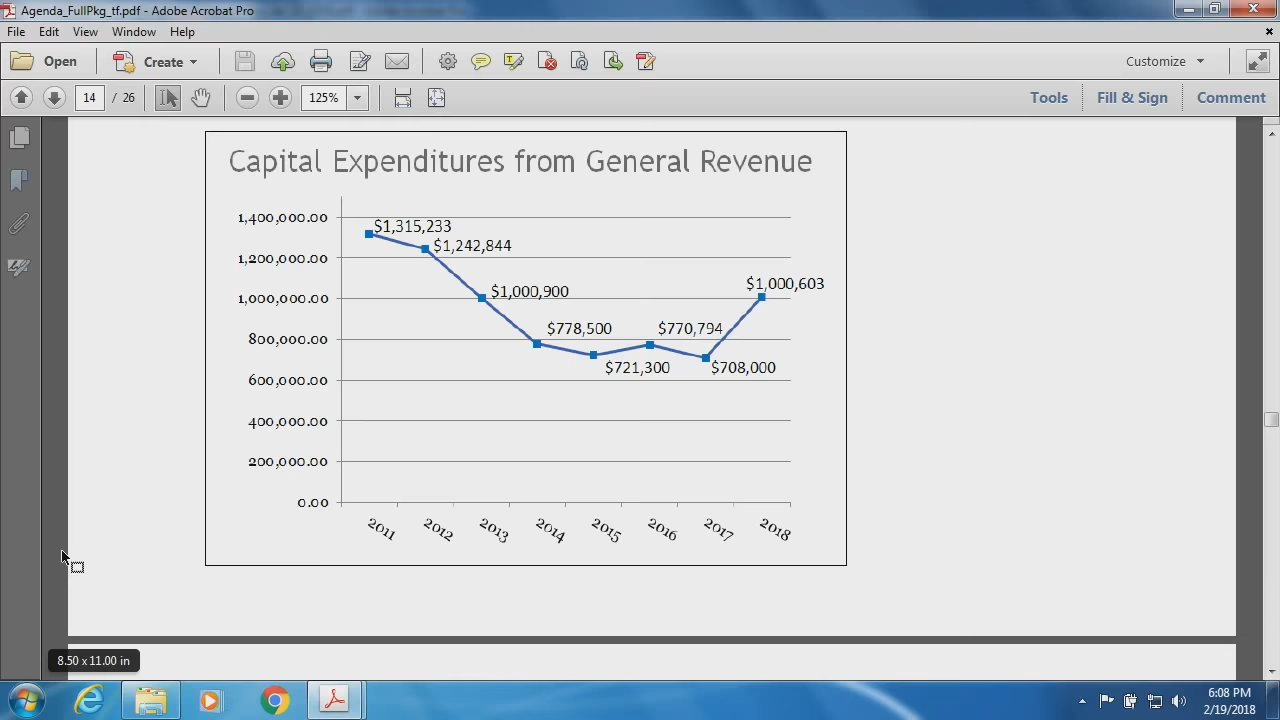 Agenda_FullPkg_tf.pdf - Adobe Acrobat Pro
File Edit View Window Help
Open Create Customize
14 / 26 125% Tools Fill & Sign Comment
Capital Expenditures from General Revenue
1,400,000.00
1,200,000.00
1,000,000.00
800,000.00
600,000.00
400,000.00
200,000.00
0.00
$1,315,233
$1,242,844
$1,000,900
$778,500
$721,300
$770,794
$708,000
$1,000,603
2011 2012 2013 2014 2015 2016 2017 2018
8.50 x 11.00 in
6:08 PM
2/19/2018